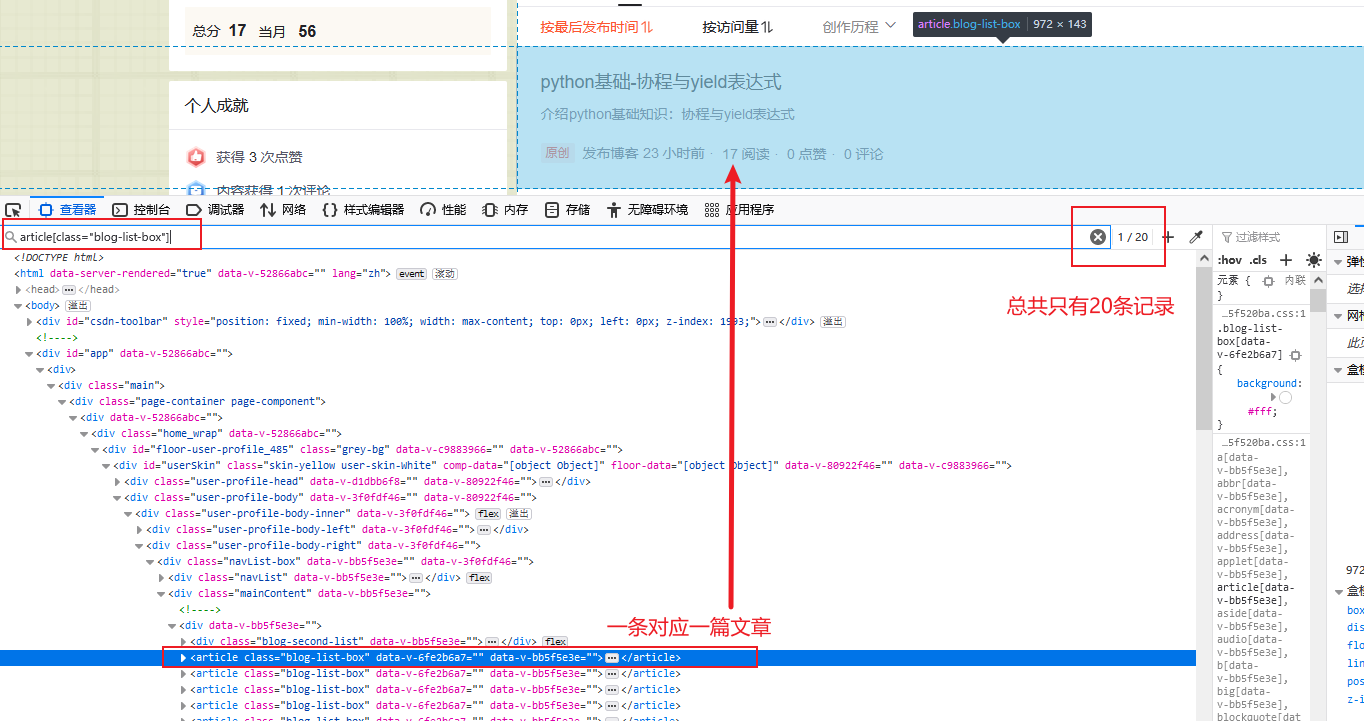 总分 17 当月 56
个人成就
获得 3 次点赞
内容获得 1 次评论
按最后发布时间 按访问量 创作历程
article.blog-list-box 972 × 143
python基础-协程与yield表达式
介绍python基础知识：协程与yield表达式
原创 发布博客 23 小时前 · 17 阅读 · 0 点赞 · 0 评论
查看器 控制台 调试器 网络 {} 样式编辑器 性能 内存 存储 无障碍环境 应用程序
article[class="blog-list-box"] 1 / 20
<!DOCTYPE html>
<html data-server-rendered="true" data-v-52866abc="" lang="zh"> event 滚动
<head>⋯</head>
<body> 溢出
<div id="csdn-toolbar" style="position: fixed; min-width: 100%; width: max-content; top: 0px; left: 0px; z-index: 1993;">⋯</div> 溢出
<!---->
<div id="app" data-v-52866abc="">
<div>
<div class="main">
<div class="page-container page-component">
<div data-v-52866abc="">
<div class="home_wrap" data-v-52866abc="">
<div id="floor-user-profile_485" class="grey-bg" data-v-c9883966="" data-v-52866abc="">
<div id="userSkin" class="skin-yellow user-skin-White" comp-data="[object Object]" floor-data="[object Object]" data-v-80922f46="" data-v-c9883966="">
<div class="user-profile-head" data-v-d1dbb6f8="" data-v-80922f46="">⋯</div>
<div class="user-profile-body" data-v-3f0fdf46="" data-v-80922f46="">
<div class="user-profile-body-inner" data-v-3f0fdf46=""> flex 溢出
<div class="user-profile-body-left" data-v-3f0fdf46="">⋯</div>
<div class="user-profile-body-right" data-v-3f0fdf46="">
<div class="navList-box" data-v-bb5f5e3e="" data-v-3f0fdf46="">
<div class="navList" data-v-bb5f5e3e="">⋯</div> flex
<div class="mainContent" data-v-bb5f5e3e="">
<!---->
<div data-v-bb5f5e3e="">
<div class="blog-second-list" data-v-bb5f5e3e="">⋯</div> flex
<article class="blog-list-box" data-v-6fe2b6a7="" data-v-bb5f5e3e="">⋯</article>
<article class="blog-list-box" data-v-6fe2b6a7="" data-v-bb5f5e3e="">⋯</article>
<article class="blog-list-box" data-v-6fe2b6a7="" data-v-bb5f5e3e="">⋯</article>
<article class="blog-list-box" data-v-6fe2b6a7="" data-v-bb5f5e3e="">⋯</article>
<article class="blog-list-box" data-v-6fe2b6a7="" data-v-bb5f5e3e="">⋯</article>
总共只有20条记录
一条对应一篇文章
过滤样式
:hov .cls
元素 { 内联
}
…5f520ba.css:1
.blog-list-
box[data-
v-6fe2b6a7]
{
background:
#fff;
}
…5f520ba.css:1
a[data-
v-bb5f5e3e],
abbr[data-
v-bb5f5e3e],
acronym[data-
v-bb5f5e3e],
address[data-
v-bb5f5e3e],
applet[data-
v-bb5f5e3e],
article[data-
v-bb5f5e3e],
aside[data-
v-bb5f5e3e],
audio[data-
v-bb5f5e3e],
b[data-
v-bb5f5e3e],
big[data-
v-bb5f5e3e],
blockquote[dat
972
box
dis
flo
lin
pos
z-i